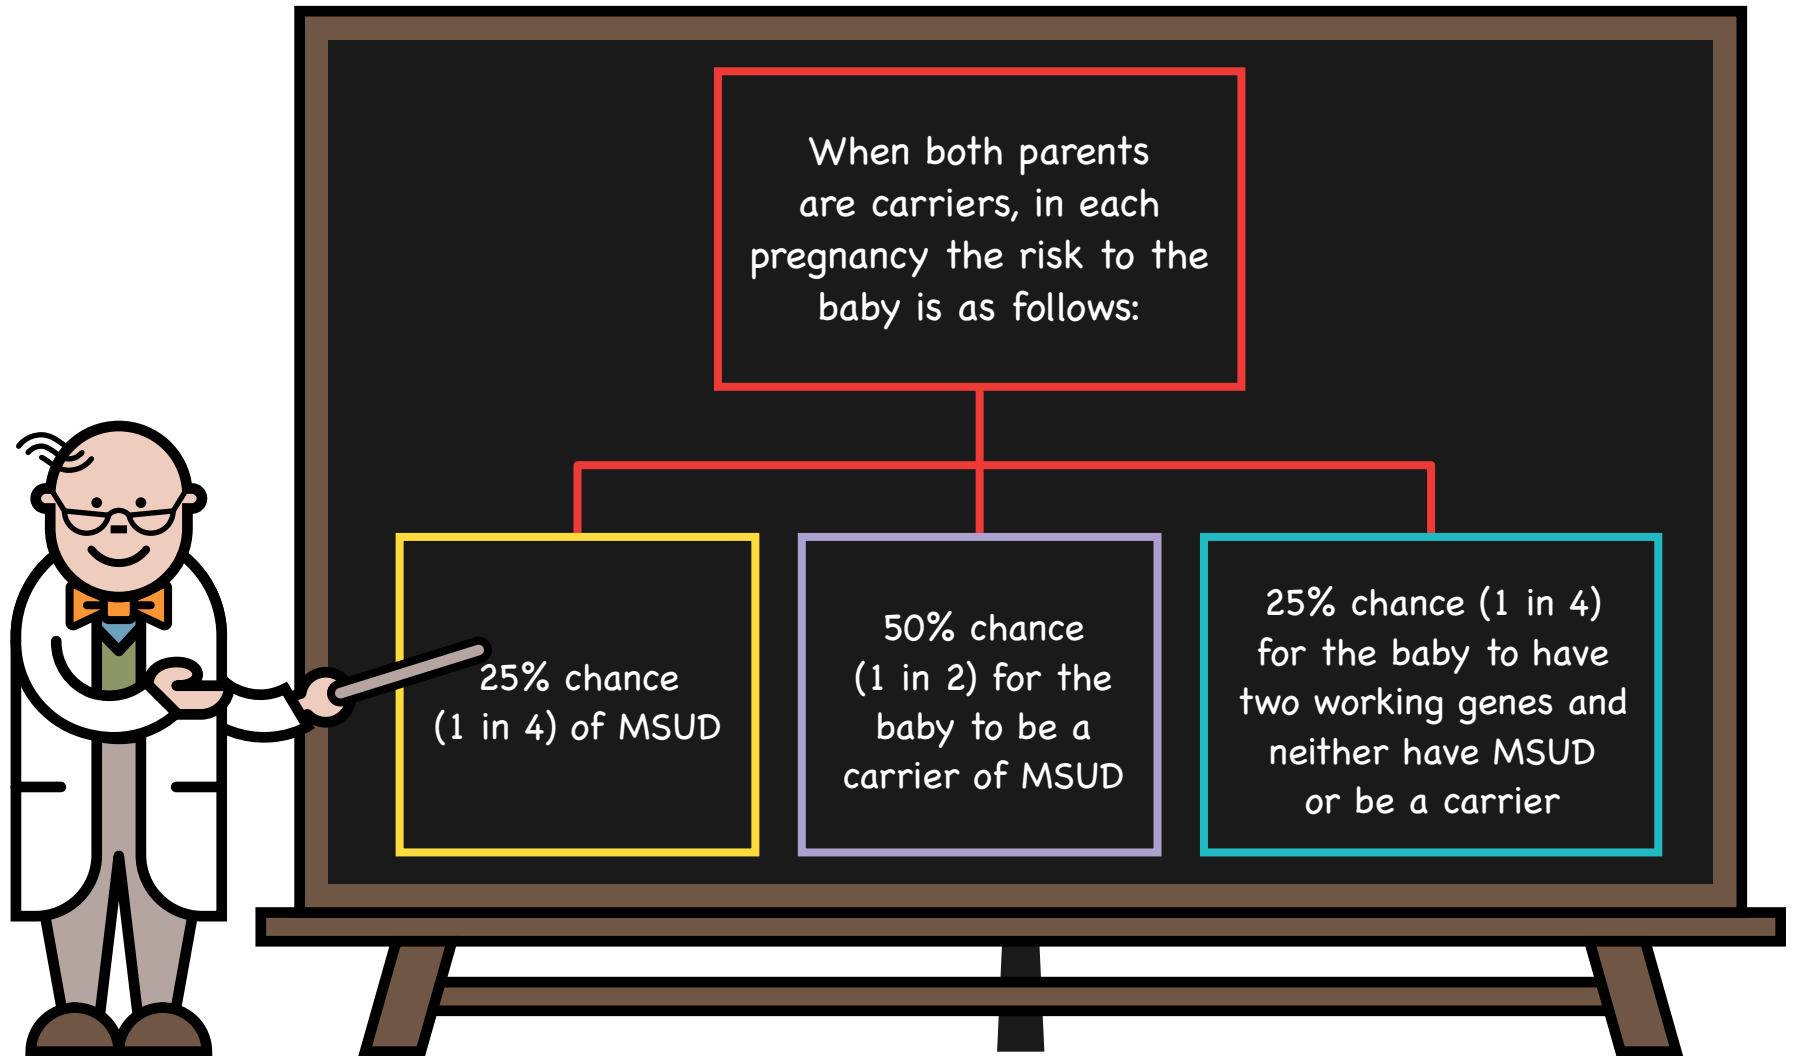 When both parents
are carriers, in each
pregnancy the risk to the
baby is as follows:
25% chance
(1 in 4) of MSUD
50% chance
(1 in 2) for the
baby to be a
carrier of MSUD
25% chance (1 in 4)
for the baby to have
two working genes and
neither have MSUD
or be a carrier